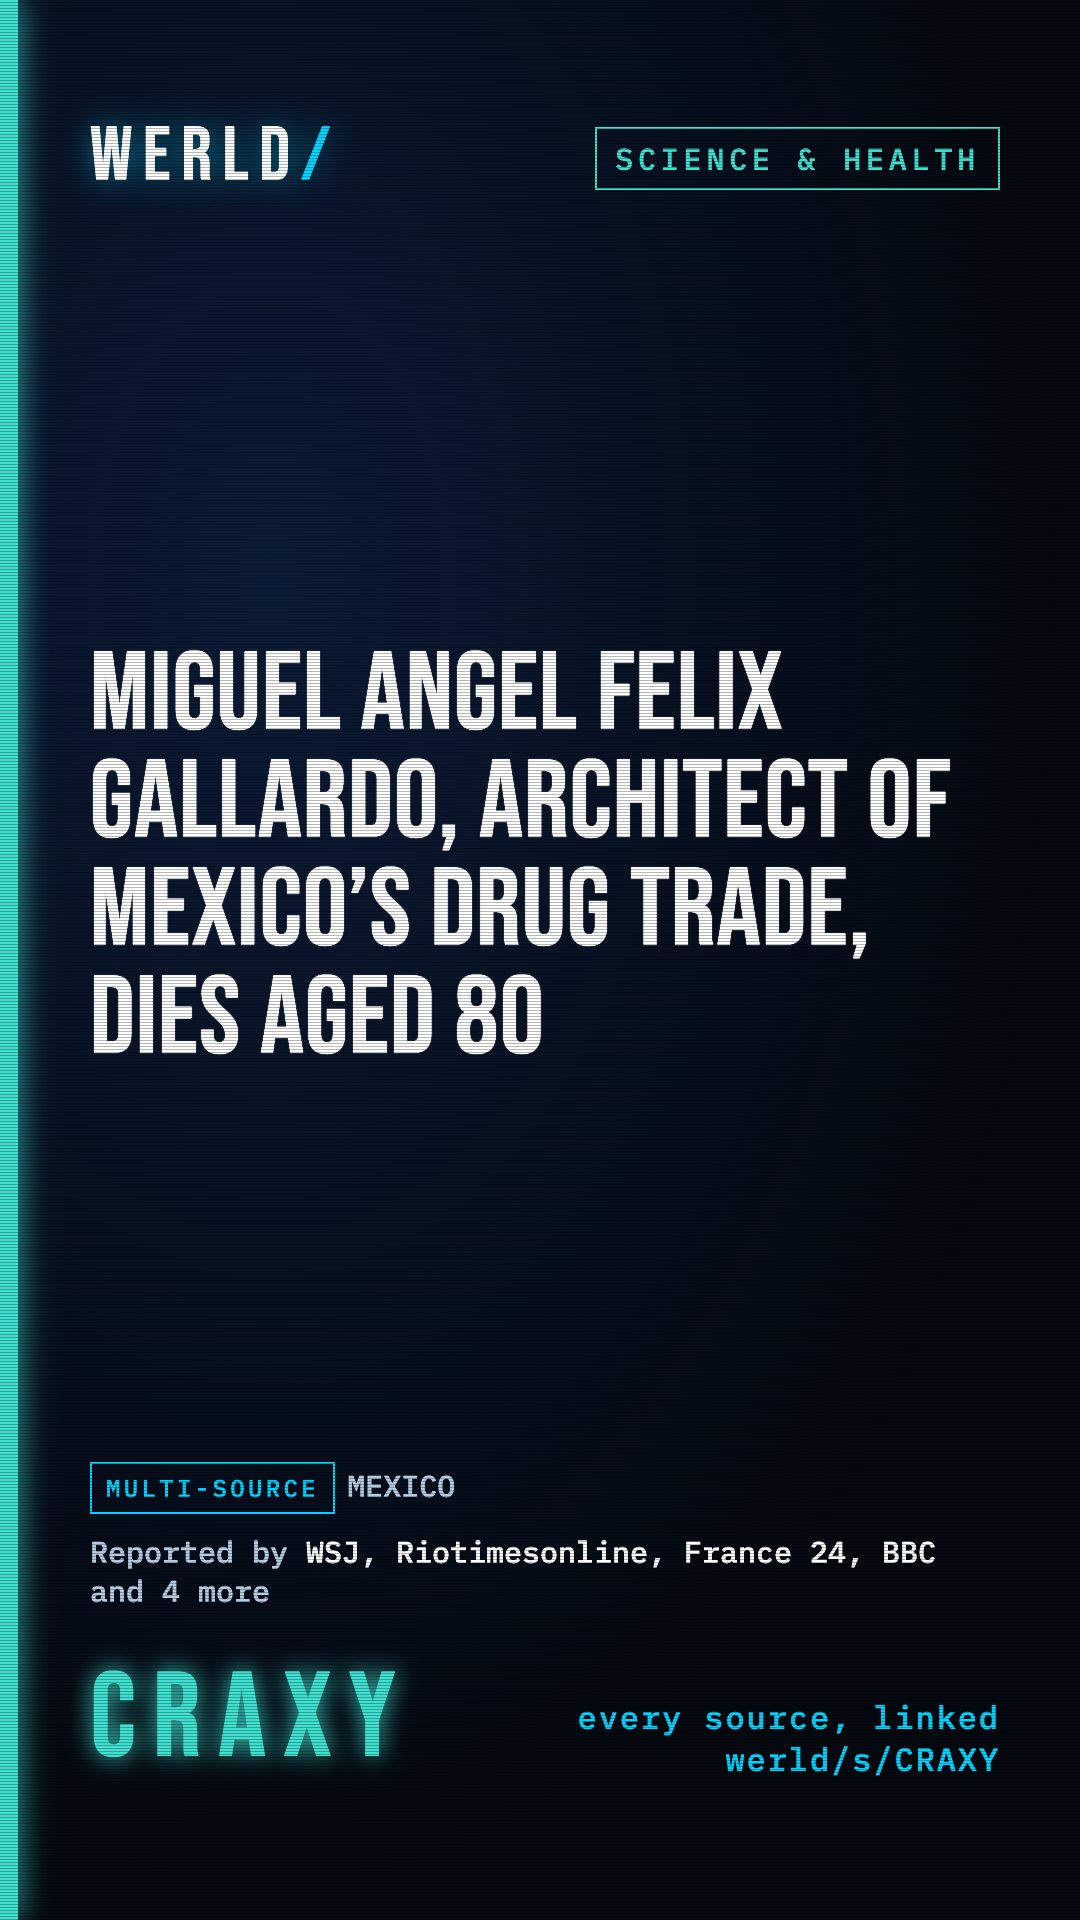 WERLD/
SCIENCE & HEALTH
MIGUEL ANGEL FELIX
GALLARDO, ARCHITECT OF
MEXICO’S DRUG TRADE,
DIES AGED 80
MULTI-SOURCE MEXICO
Reported by WSJ, Riotimesonline, France 24, BBC
and 4 more
CRAXY
every source, linked
werld/s/CRAXY